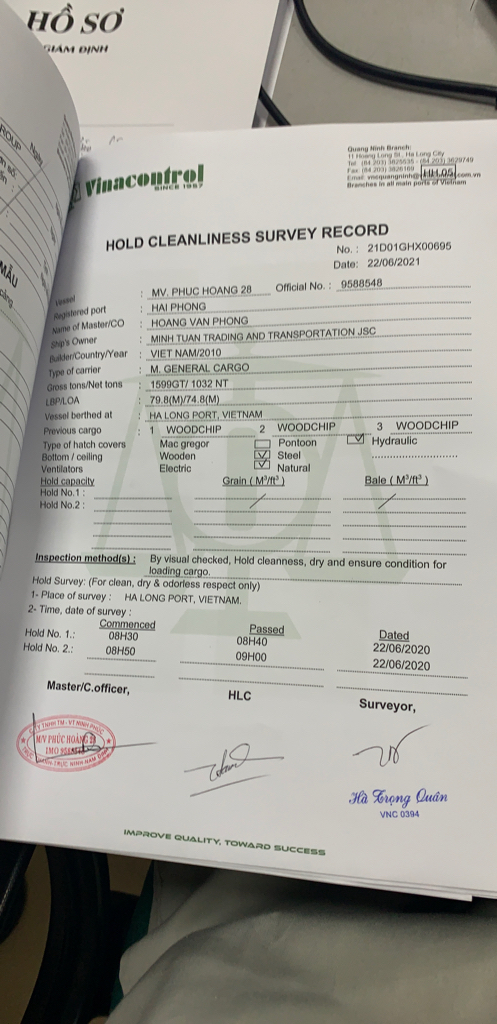 HỒ SƠ
GIÁM ĐỊNH
Vinacontrol
SINCE 1957
Quang Ninh Branch:
11 Hoang Long St., Ha Long City
Branches in all main ports of Vietnam
HH.05
HOLD CLEANLINESS SURVEY RECORD
No. : 21D01GHX00695
Date: 22/06/2021
Vessel : MV. PHUC HOANG 28 Official No. : 9588548
Registered port : HAI PHONG
Name of Master/CO : HOANG VAN PHONG
Ship's Owner : MINH TUAN TRADING AND TRANSPORTATION JSC
Builder/Country/Year : VIET NAM/2010
Type of carrier : M. GENERAL CARGO
Gross tons/Net tons : 1599GT/ 1032 NT
LBP/LOA : 79.8(M)/74.8(M)
Vessel berthed at : HA LONG PORT, VIETNAM
Previous cargo : 1 WOODCHIP 2 WOODCHIP 3 WOODCHIP
Type of hatch covers Mac gregor Pontoon Hydraulic
Bottom / ceiling Wooden Steel
Ventilators Electric Natural
Hold capacity Grain ( M³/ft³ ) Bale ( M³/ft³ )
Hold No.1 :
Hold No.2 :
Inspection method(s) : By visual checked, Hold cleanness, dry and ensure condition for
loading cargo.
Hold Survey: (For clean, dry & odorless respect only)
1- Place of survey : HA LONG PORT, VIETNAM.
2- Time, date of survey :
Commenced Passed Dated
Hold No. 1.: 08H30 08H40 22/06/2020
Hold No. 2.: 08H50 09H00 22/06/2020
Master/C.officer, HLC Surveyor,
M/V PHÚC HOÀNG 28
Hà Trọng Quân
VNC 0394
IMPROVE QUALITY, TOWARD SUCCESS